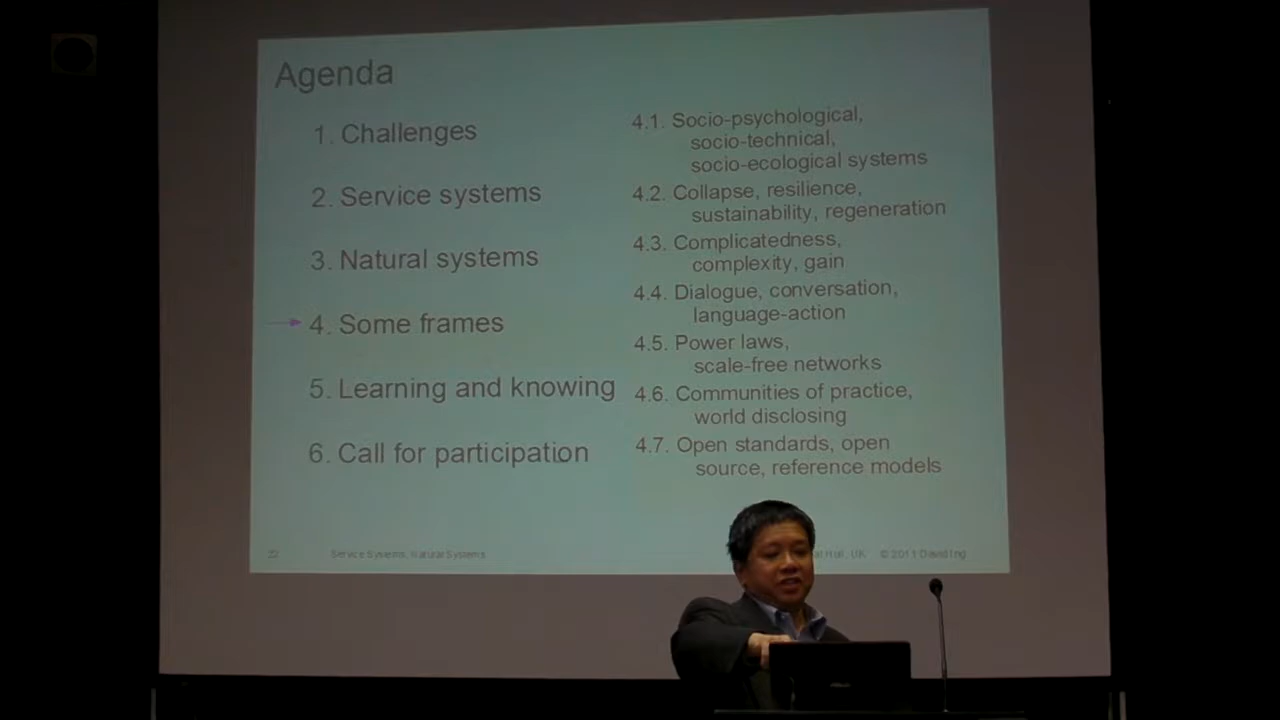 Agenda
1. Challenges
2. Service systems
3. Natural systems
4. Some frames
5. Learning and knowing
6. Call for participation
4.1. Socio-psychological,
socio-technical,
socio-ecological systems
4.2. Collapse, resilience,
sustainability, regeneration
4.3. Complicatedness,
complexity, gain
4.4. Dialogue, conversation,
language-action
4.5. Power laws,
scale-free networks
4.6. Communities of practice,
world disclosing
4.7. Open standards, open
source, reference models
22
Service Systems, Natural Systems
Hull, UK © 2011 David Ing